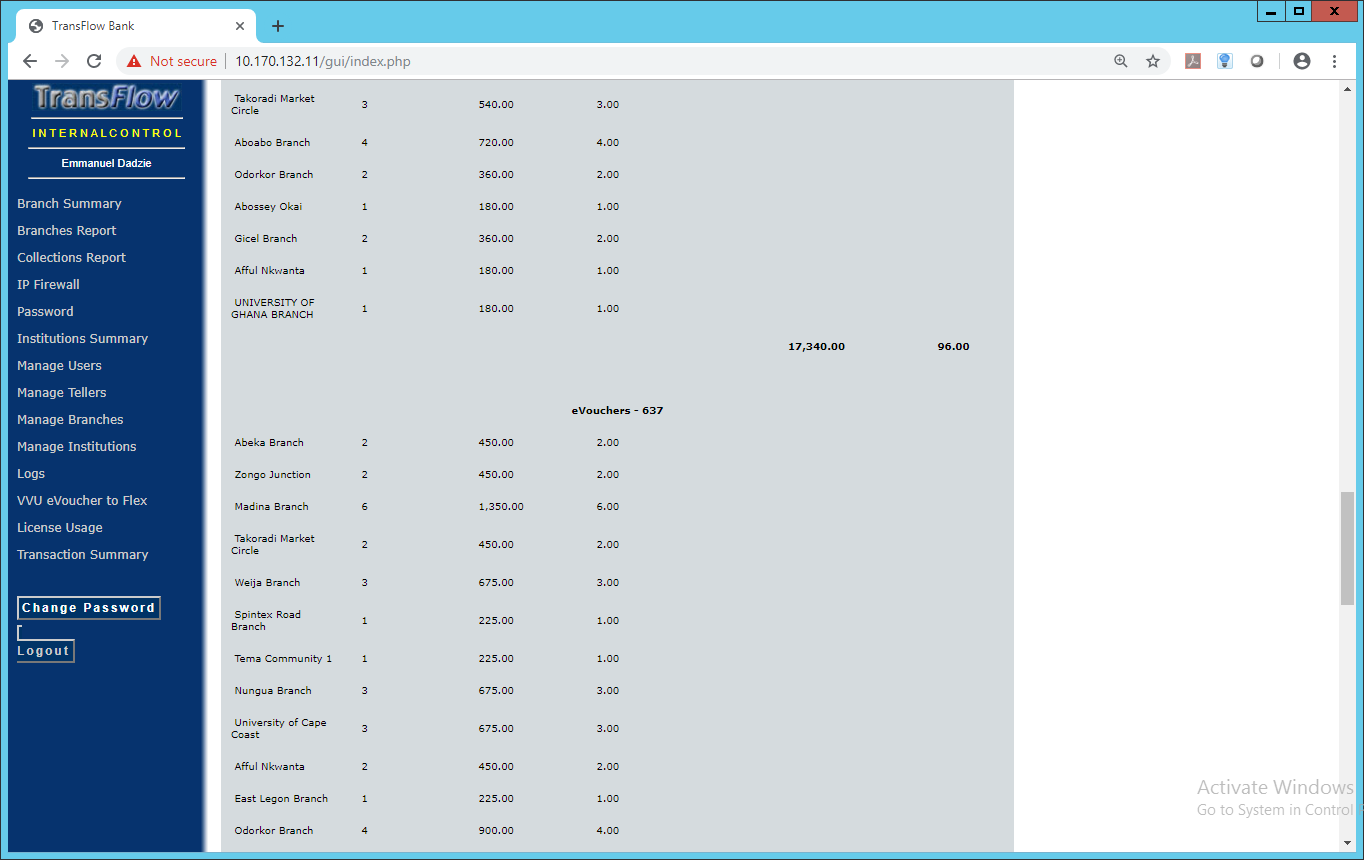 TransFlow Bank
Not secure
10.170.132.11/gui/index.php
TransFlow
INTERNALCONTROL
Emmanuel Dadzie
Branch Summary
Branches Report
Collections Report
IP Firewall
Password
Institutions Summary
Manage Users
Manage Tellers
Manage Branches
Manage Institutions
Logs
VVU eVoucher to Flex
License Usage
Transaction Summary
Change Password
Logout
Takoradi Market
Circle 3 540.00 3.00
Aboabo Branch 4 720.00 4.00
Odorkor Branch 2 360.00 2.00
Abossey Okai 1 180.00 1.00
Gicel Branch 2 360.00 2.00
Afful Nkwanta 1 180.00 1.00
UNIVERSITY OF
GHANA BRANCH 1 180.00 1.00
17,340.00 96.00
eVouchers - 637
Abeka Branch 2 450.00 2.00
Zongo Junction 2 450.00 2.00
Madina Branch 6 1,350.00 6.00
Takoradi Market
Circle 2 450.00 2.00
Weija Branch 3 675.00 3.00
Spintex Road
Branch 1 225.00 1.00
Tema Community 1 1 225.00 1.00
Nungua Branch 3 675.00 3.00
University of Cape
Coast 3 675.00 3.00
Afful Nkwanta 2 450.00 2.00
East Legon Branch 1 225.00 1.00
Odorkor Branch 4 900.00 4.00
Activate Windows
Go to System in Control